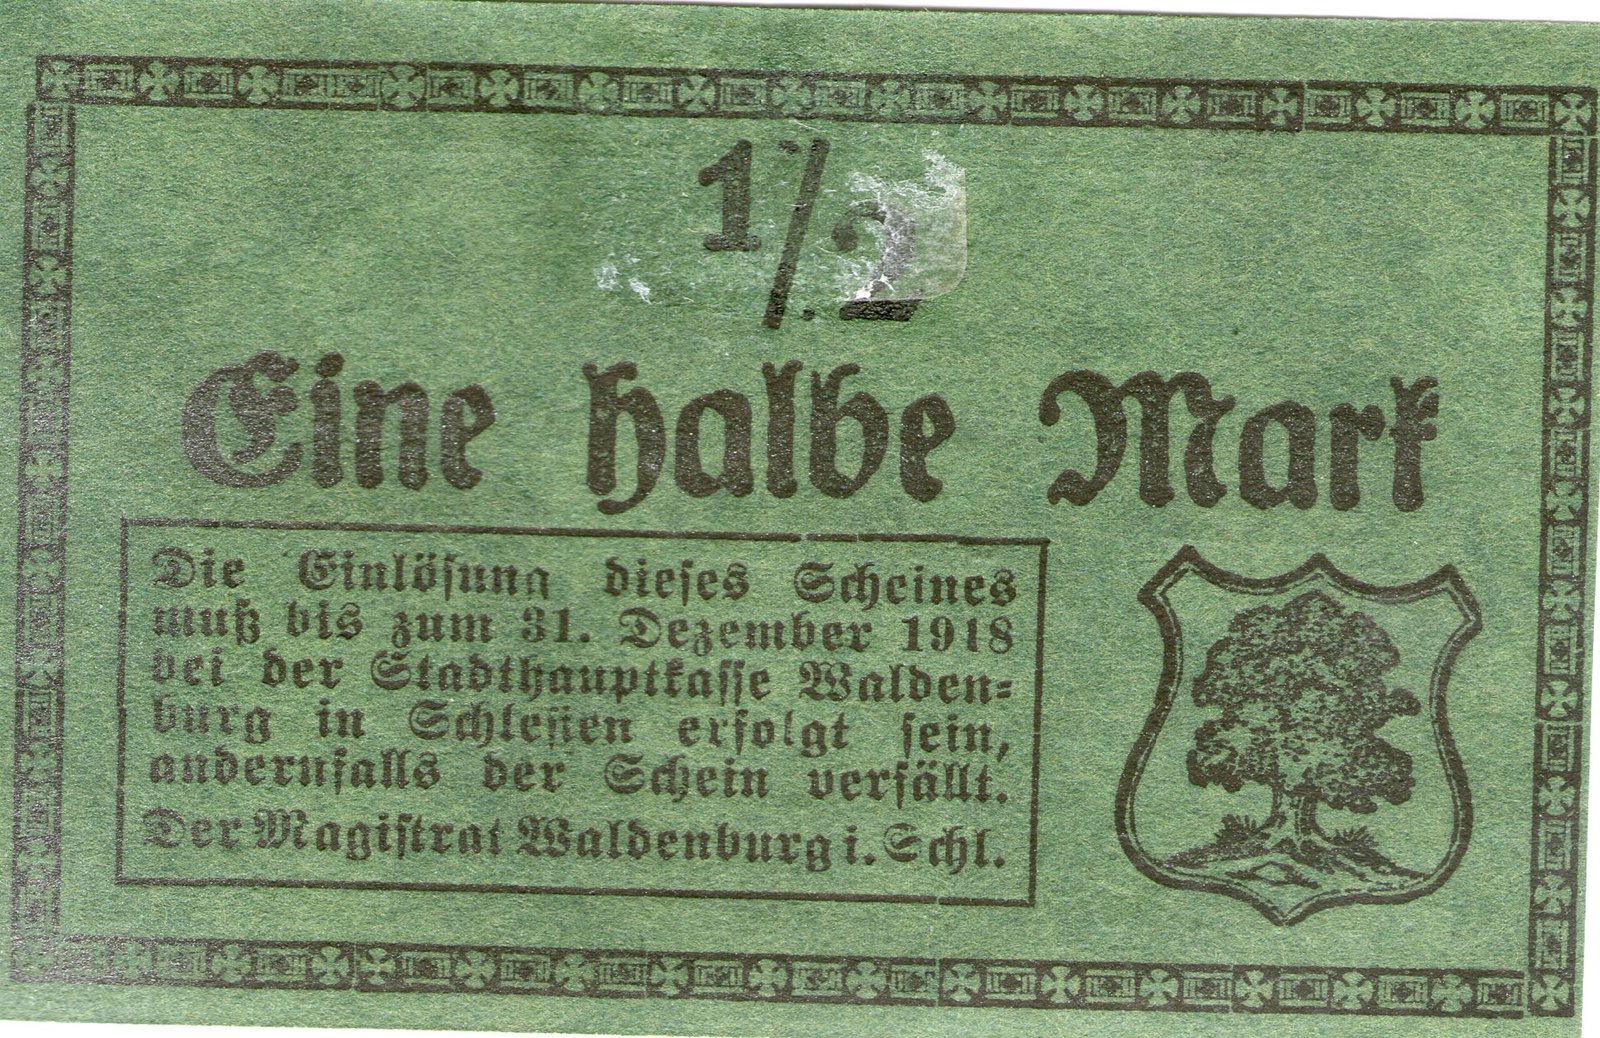 1/2
Eine halbe Mark
Die Einlösung dieses Scheines
muß bis zum 31. Dezember 1918
bei der Stadthauptkasse Walden=
burg in Schlesien erfolgt sein,
andernfalls der Schein verfällt.
Der Magistrat Waldenburg i. Schl.